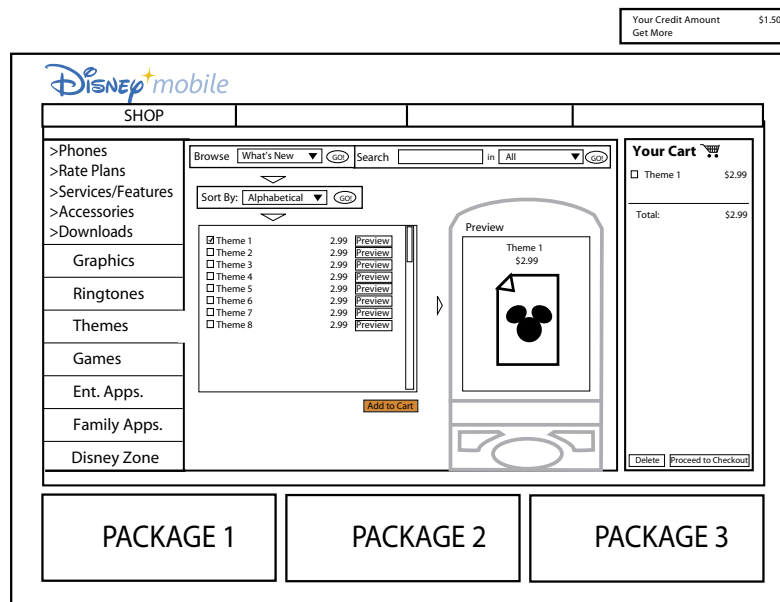 Your Credit Amount $1.50
Get More
Disney mobile
SHOP
>Phones
>Rate Plans
>Services/Features
>Accessories
>Downloads
Graphics
Ringtones
Themes
Games
Ent. Apps.
Family Apps.
Disney Zone
Browse What's New GO! Search in All GO!
Sort By: Alphabetical GO!
Theme 1 2.99 Preview
Theme 2 2.99 Preview
Theme 3 2.99 Preview
Theme 4 2.99 Preview
Theme 5 2.99 Preview
Theme 6 2.99 Preview
Theme 7 2.99 Preview
Theme 8 2.99 Preview
Add to Cart
Preview
Theme 1
$2.99
Your Cart
Theme 1 $2.99
Total: $2.99
Delete Proceed to Checkout
PACKAGE 1 PACKAGE 2 PACKAGE 3